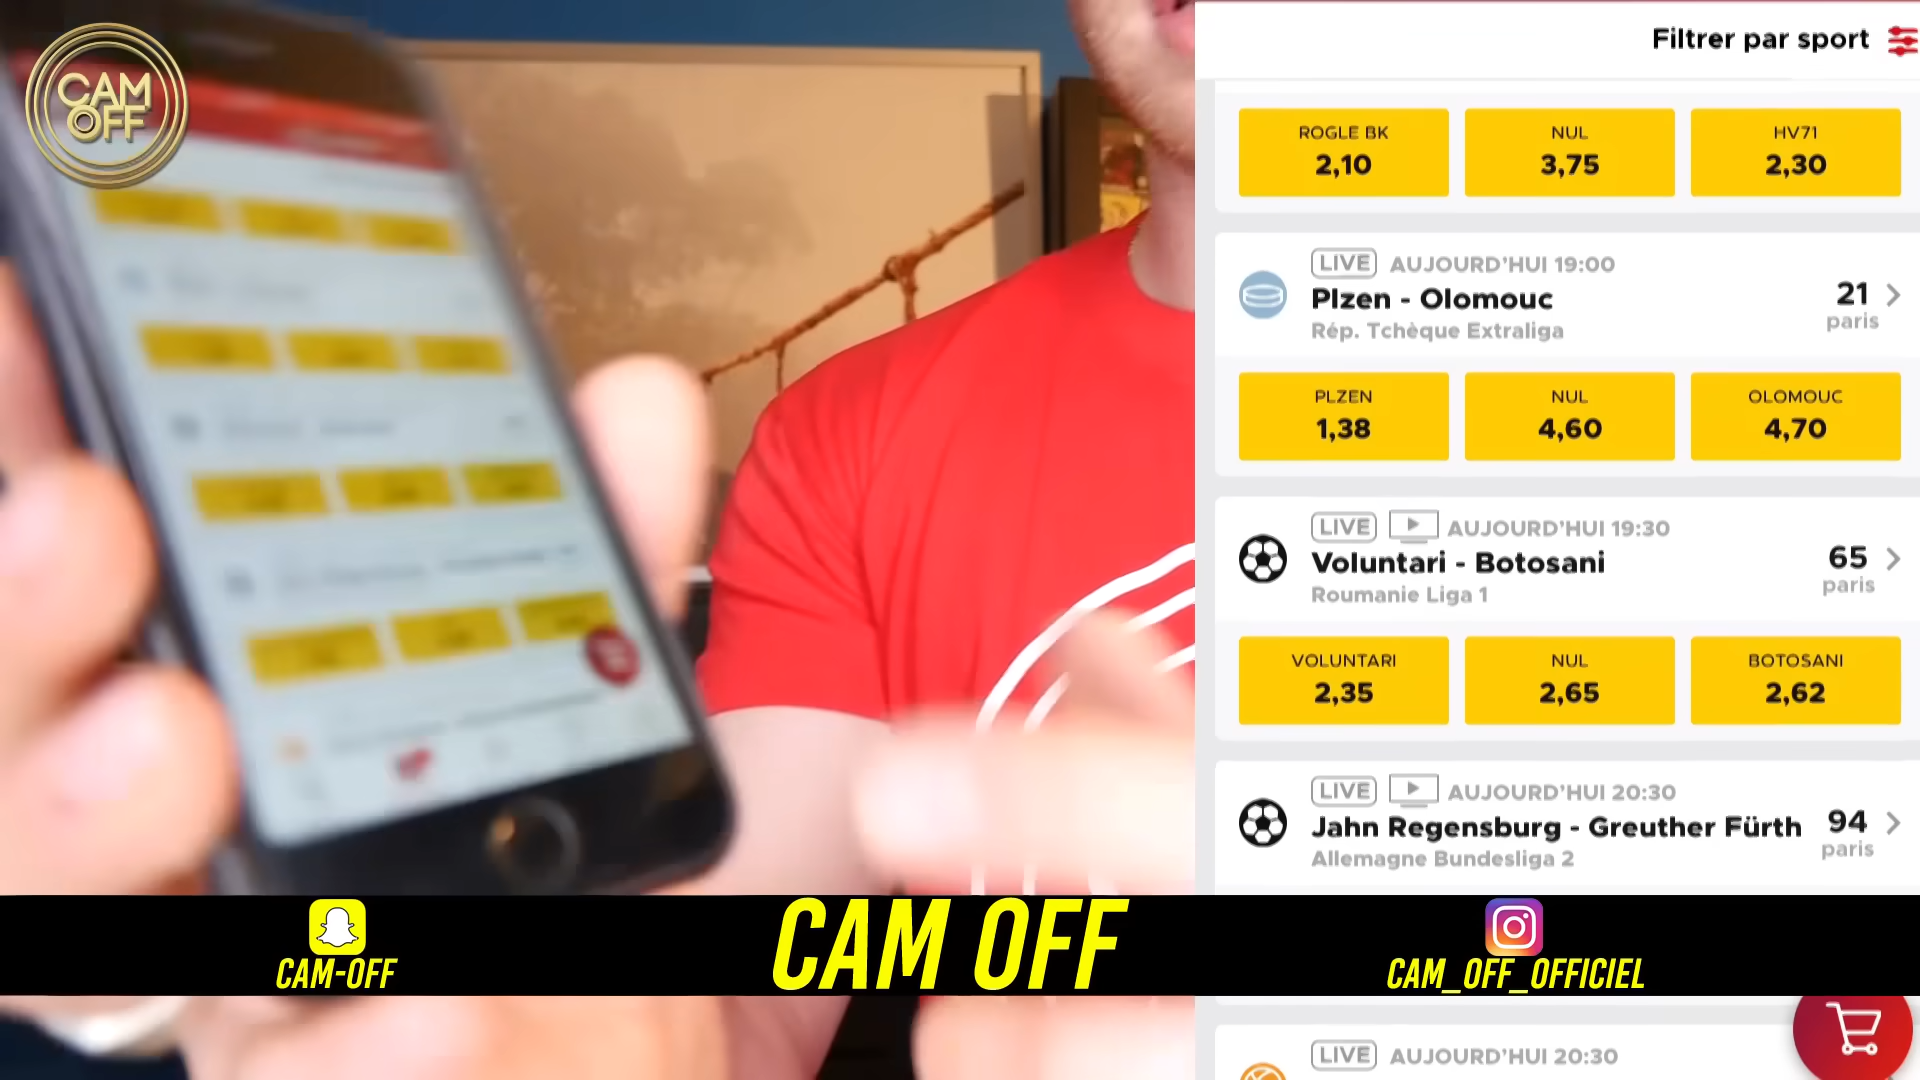 CAM
OFF
Filtrer par sport
ROGLE BK
2,10
NUL
3,75
HV71
2,30
LIVE AUJOURD'HUI 19:00
Plzen - Olomouc
Rép. Tchèque Extraliga
21
paris
PLZEN
1,38
NUL
4,60
OLOMOUC
4,70
LIVE AUJOURD'HUI 19:30
Voluntari - Botosani
Roumanie Liga 1
65
paris
VOLUNTARI
2,35
NUL
2,65
BOTOSANI
2,62
LIVE AUJOURD'HUI 20:30
Jahn Regensburg - Greuther Fürth
Allemagne Bundesliga 2
94
paris
CAM-OFF
CAM OFF
CAM_OFF_OFFICIEL
LIVE AUJOURD'HUI 20:30